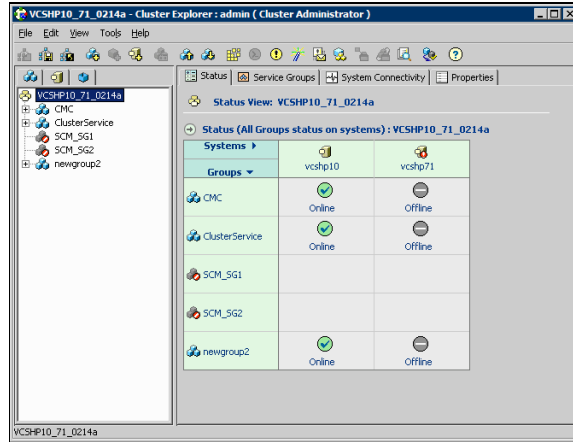 VCSHP10_71_0214a - Cluster Explorer : admin ( Cluster Administrator )
File Edit View Tools Help
VCSHP10_71_0214a
CMC
ClusterService
SCM_SG1
SCM_SG2
newgroup2
Status Service Groups System Connectivity Properties
Status View: VCSHP10_71_0214a
Status (All Groups status on systems) : VCSHP10_71_0214a
Systems
Groups
vcshp10 vcshp71
CMC
Online Offline
ClusterService
Online Offline
SCM_SG1
SCM_SG2
newgroup2
Online Offline
VCSHP10_71_0214a